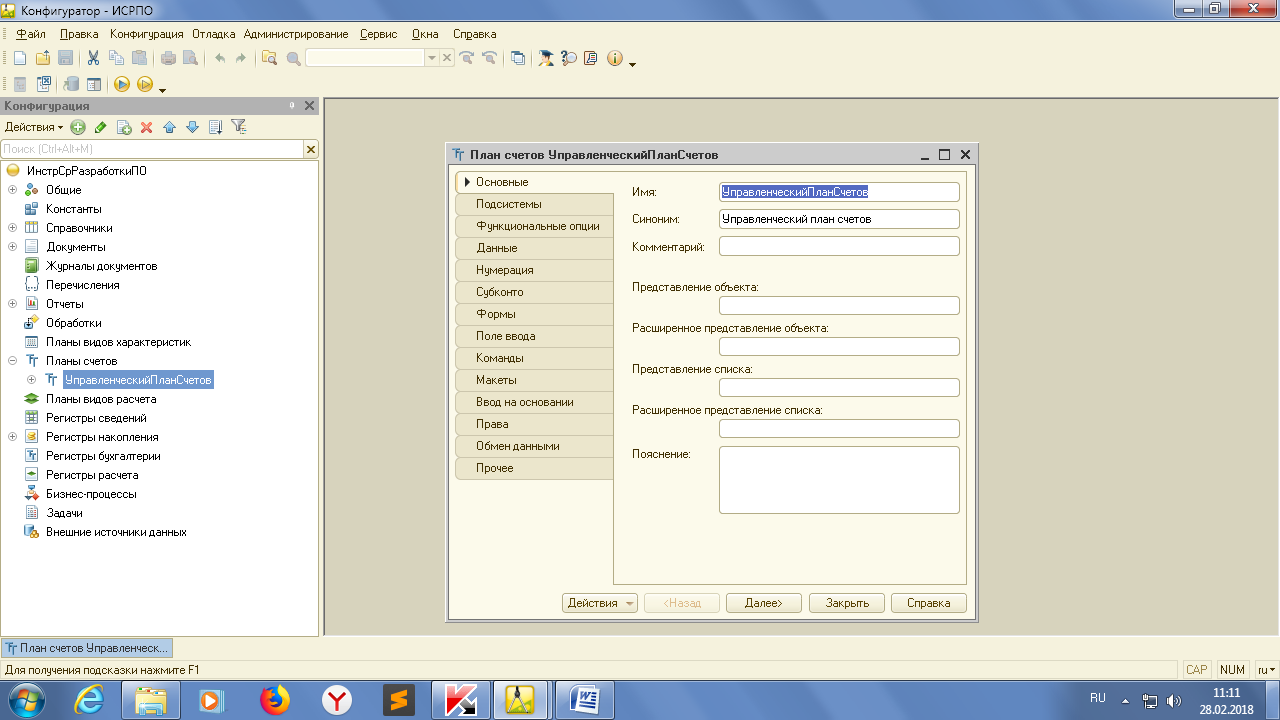 Конфигуратор - ИСРПО
Файл Правка Конфигурация Отладка Администрирование Сервис Окна Справка
Конфигурация
Действия
Поиск (Ctrl+Alt+M)
ИнстрСрРазработкиПО
Общие
Константы
Справочники
Документы
Журналы документов
Перечисления
Отчеты
Обработки
Планы видов характеристик
Планы счетов
УправленческийПланСчетов
Планы видов расчета
Регистры сведений
Регистры накопления
Регистры бухгалтерии
Регистры расчета
Бизнес-процессы
Задачи
Внешние источники данных
План счетов УправленческийПланСчетов
Основные
Подсистемы
Функциональные опции
Данные
Нумерация
Субконто
Формы
Поле ввода
Команды
Макеты
Ввод на основании
Права
Обмен данными
Прочее
Имя: УправленческийПланСчетов
Синоним: Управленческий план счетов
Комментарий:
Представление объекта:
Расширенное представление объекта:
Представление списка:
Расширенное представление списка:
Пояснение:
Действия <Назад Далее> Закрыть Справка
План счетов Управленческ...
Для получения подсказки нажмите F1
CAP NUM ru
RU
11:11
28.02.2018